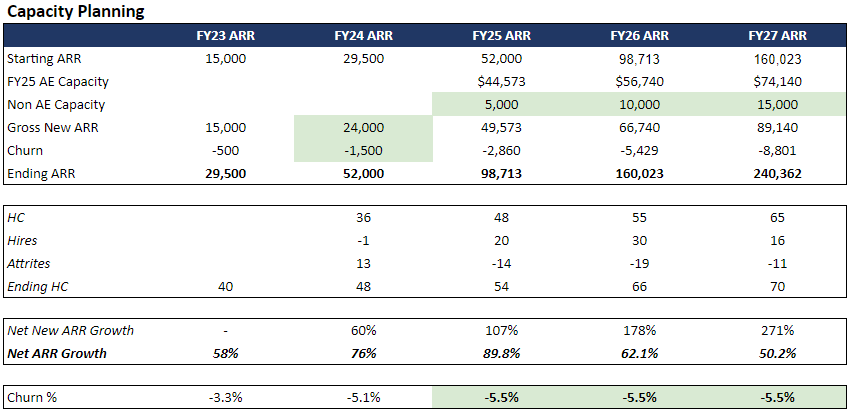 Capacity Planning
FY23 ARR FY24 ARR FY25 ARR FY26 ARR FY27 ARR
Starting ARR 15,000 29,500 52,000 98,713 160,023
FY25 AE Capacity $44,573 $56,740 $74,140
Non AE Capacity 5,000 10,000 15,000
Gross New ARR 15,000 24,000 49,573 66,740 89,140
Churn -500 -1,500 -2,860 -5,429 -8,801
Ending ARR 29,500 52,000 98,713 160,023 240,362
HC 36 48 55 65
Hires -1 20 30 16
Attrites 13 -14 -19 -11
Ending HC 40 48 54 66 70
Net New ARR Growth - 60% 107% 178% 271%
Net ARR Growth 58% 76% 89.8% 62.1% 50.2%
Churn % -3.3% -5.1% -5.5% -5.5% -5.5%